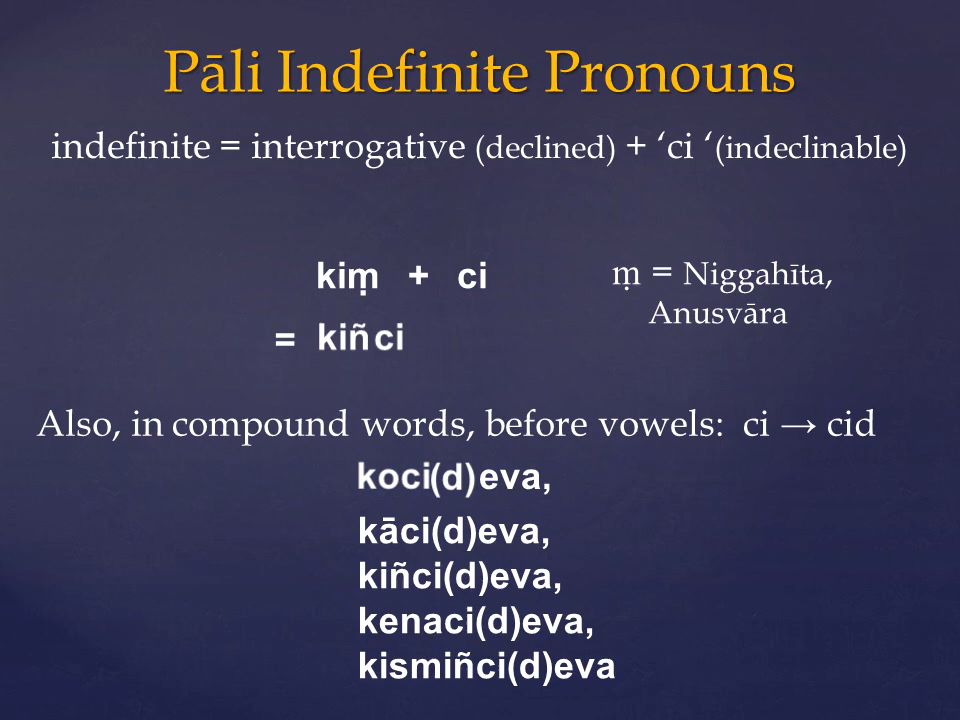 Pāli Indefinite Pronouns
indefinite = interrogative (declined) + ‘ci ‘(indeclinable)
kiṃ + ci
ṃ = Niggahīta,
Anusvāra
= kiñci
Also, in compound words, before vowels: ci → cid
koci(d)eva,
kāci(d)eva,
kiñci(d)eva,
kenaci(d)eva,
kismiñci(d)eva